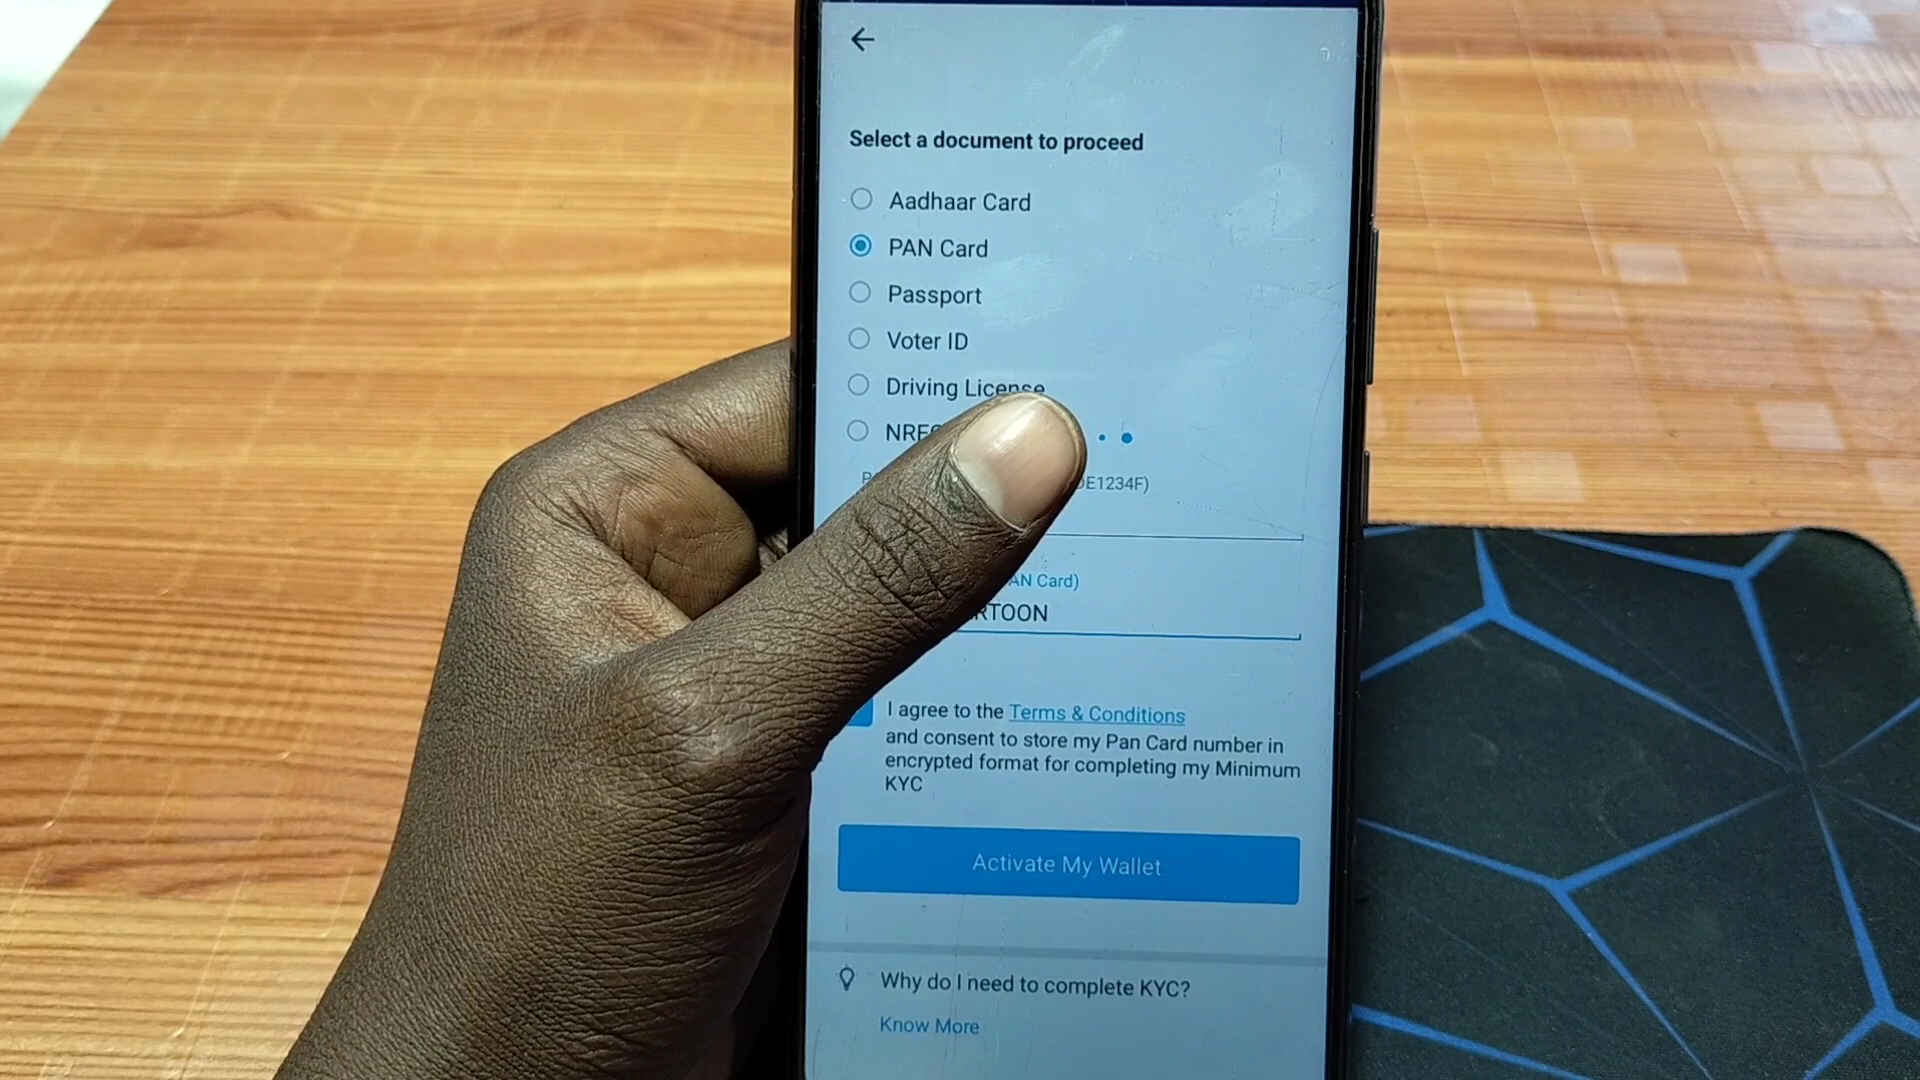 Select a document to proceed
Aadhaar Card
PAN Card
Passport
Voter ID
Driving License
DE1234F)
AN Card)
RTOON
I agree to the Terms & Conditions
and consent to store my Pan Card number in
encrypted format for completing my Minimum
KYC
Activate My Wallet
Why do I need to complete KYC?
Know More